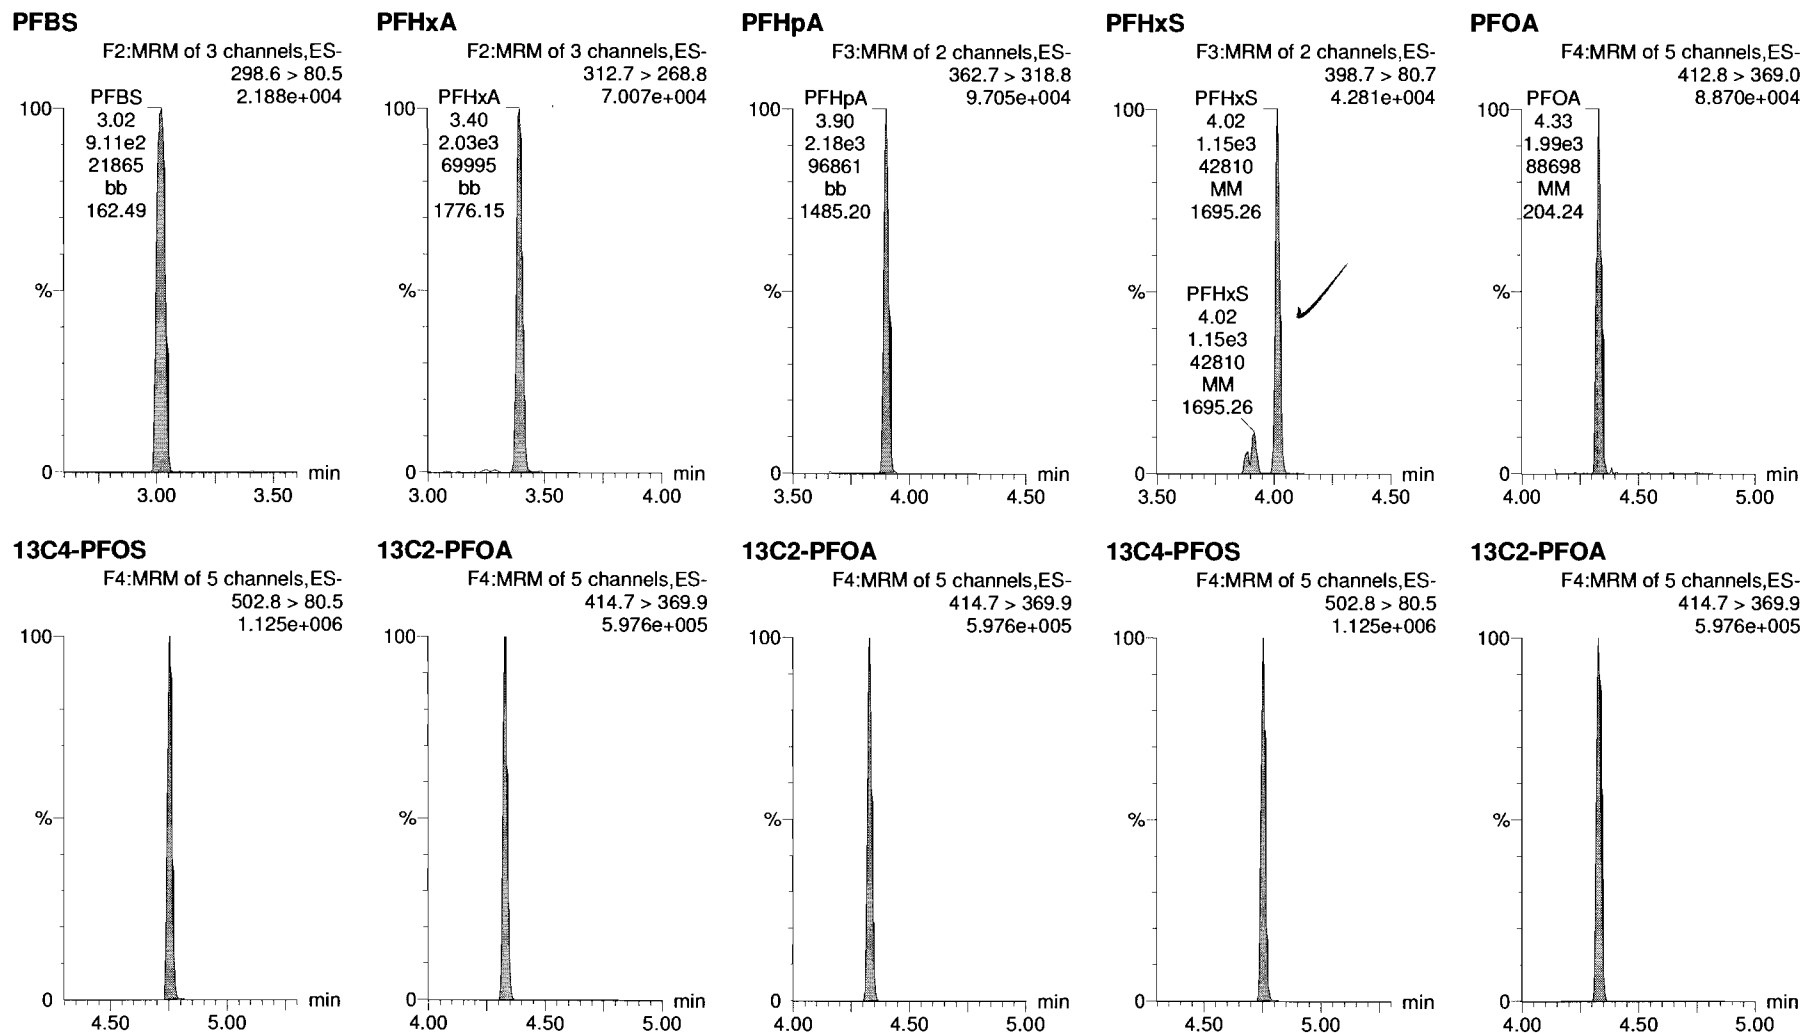 PFBS
F2:MRM of 3 channels,ES-
298.6 > 80.5
2.188e+004
100
PFBS
3.02
9.11e2
21865
bb
162.49
%
0
min
3.00
3.50
PFHxA
F2:MRM of 3 channels,ES-
312.7 > 268.8
7.007e+004
100
PFHxA
3.40
2.03e3
69995
bb
1776.15
%
0
min
3.00
3.50
4.00
PFHpA
F3:MRM of 2 channels,ES-
362.7 > 318.8
9.705e+004
100
PFHpA
3.90
2.18e3
96861
bb
1485.20
%
0
min
3.50
4.00
4.50
PFHxS
F3:MRM of 2 channels,ES-
398.7 > 80.7
4.281e+004
100
PFHxS
4.02
1.15e3
42810
MM
1695.26
%
PFHxS
4.02
1.15e3
42810
MM
1695.26
0
min
3.50
4.00
4.50
PFOA
F4:MRM of 5 channels,ES-
412.8 > 369.0
8.870e+004
100
PFOA
4.33
1.99e3
88698
MM
204.24
%
0
min
4.00
4.50
5.00
13C4-PFOS
F4:MRM of 5 channels,ES-
502.8 > 80.5
1.125e+006
100
%
0
min
4.50
5.00
13C2-PFOA
F4:MRM of 5 channels,ES-
414.7 > 369.9
5.976e+005
100
%
0
min
4.00
4.50
5.00
13C2-PFOA
F4:MRM of 5 channels,ES-
414.7 > 369.9
5.976e+005
100
%
0
min
4.00
4.50
5.00
13C4-PFOS
F4:MRM of 5 channels,ES-
502.8 > 80.5
1.125e+006
100
%
0
min
4.50
5.00
13C2-PFOA
F4:MRM of 5 channels,ES-
414.7 > 369.9
5.976e+005
100
%
0
min
4.00
4.50
5.00